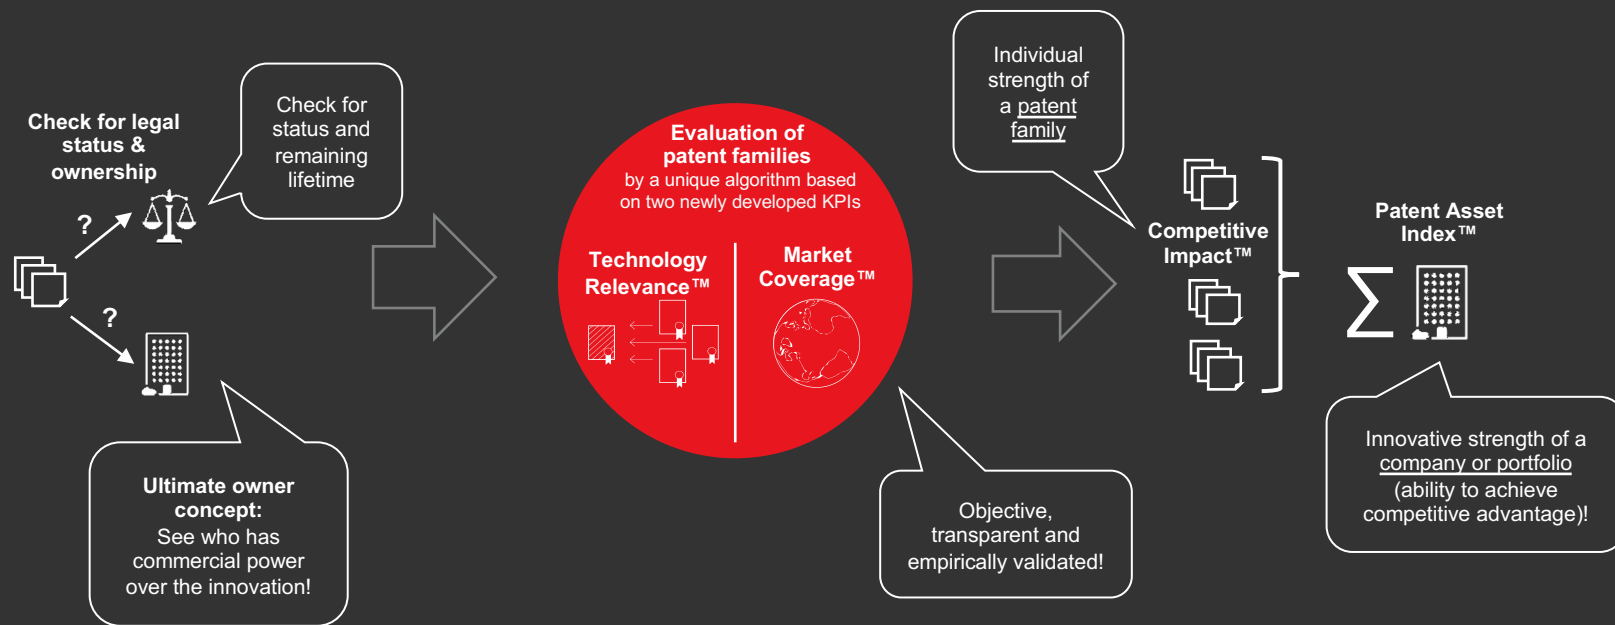 Check for legal
status &
ownership
?
?
Check for
status and
remaining
lifetime
Ultimate owner
concept:
See who has
commercial power
over the innovation!
Evaluation of
patent families
by a unique algorithm based
on two newly developed KPIs
Technology
Relevance™
Market
Coverage™
Objective,
transparent and
empirically validated!
Individual
strength of
a patent
family
Competitive
Impact™
Patent Asset
Index™
Σ
Innovative strength of a
company or portfolio
(ability to achieve
competitive advantage)!